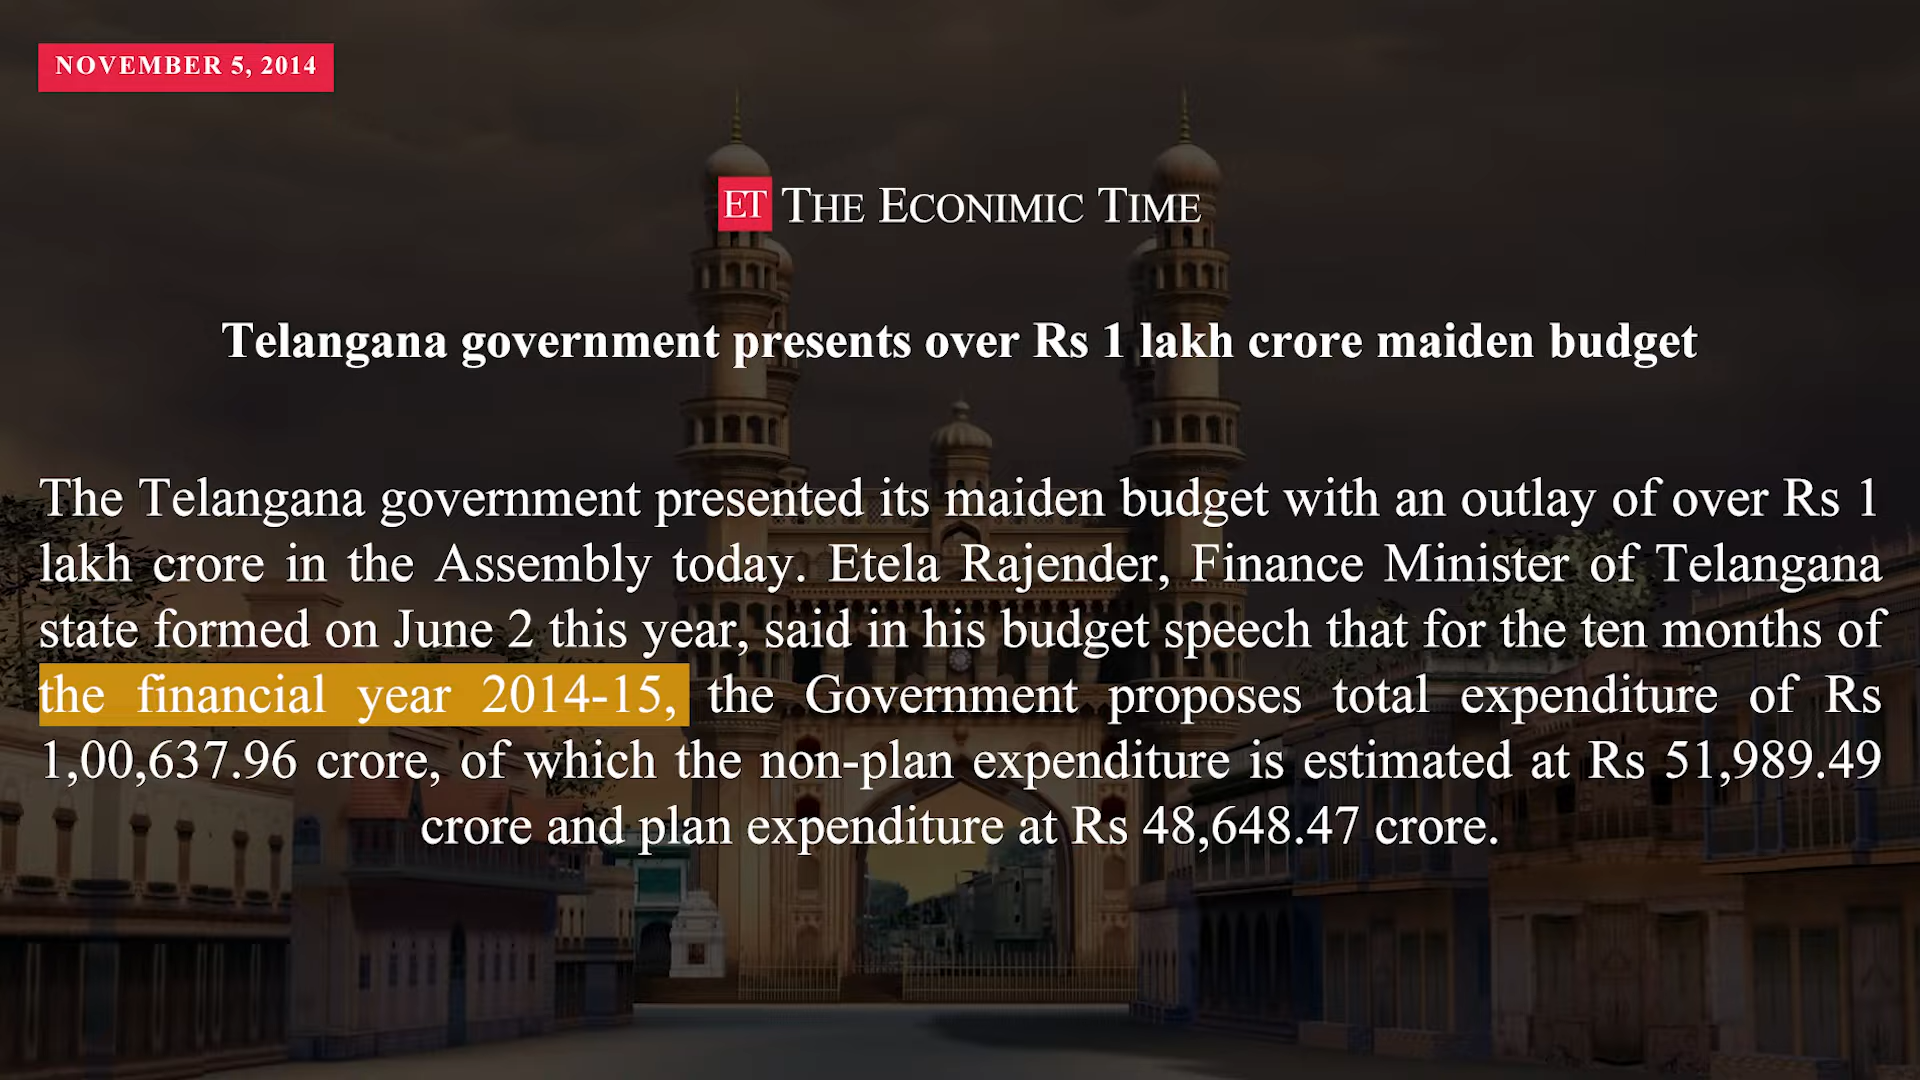 NOVEMBER 5, 2014
ET THE ECONIMIC TIME
Telangana government presents over Rs 1 lakh crore maiden budget
The Telangana government presented its maiden budget with an outlay of over Rs 1
lakh crore in the Assembly today. Etela Rajender, Finance Minister of Telangana
state formed on June 2 this year, said in his budget speech that for the ten months of
the financial year 2014-15, the Government proposes total expenditure of Rs
1,00,637.96 crore, of which the non-plan expenditure is estimated at Rs 51,989.49
crore and plan expenditure at Rs 48,648.47 crore.